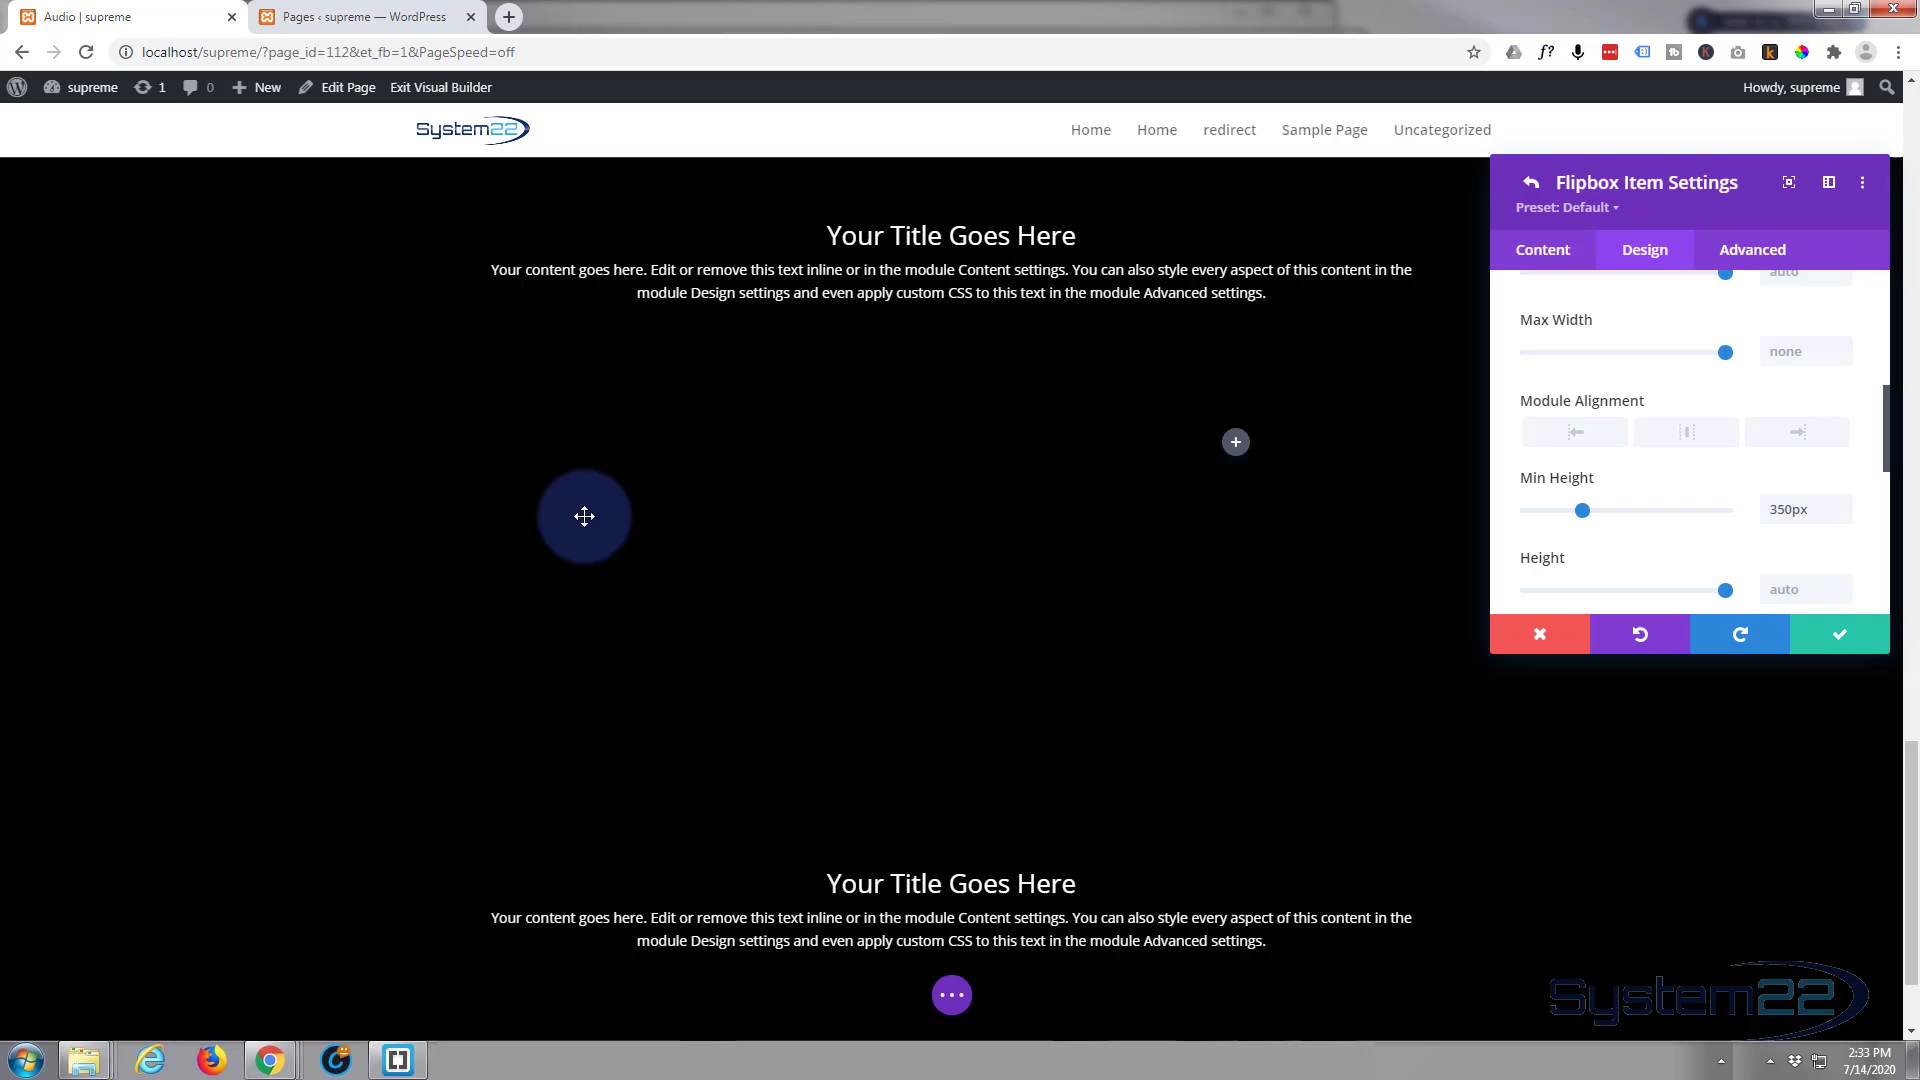 Audio | supreme
Pages ‹ supreme — WordPress
localhost/supreme/?page_id=112&et_fb=1&PageSpeed=off
supreme 1 0 New Edit Page Exit Visual Builder Howdy, supreme
System22 Home Home redirect Sample Page Uncategorized
Flipbox Item Settings
Preset: Default
Content Design Advanced
auto
Max Width
none
Module Alignment
Min Height
350px
Height
auto
Your Title Goes Here
Your content goes here. Edit or remove this text inline or in the module Content settings. You can also style every aspect of this content in the
module Design settings and even apply custom CSS to this text in the module Advanced settings.
Your Title Goes Here
Your content goes here. Edit or remove this text inline or in the module Content settings. You can also style every aspect of this content in the
module Design settings and even apply custom CSS to this text in the module Advanced settings.
System22
2:33 PM
7/14/2020